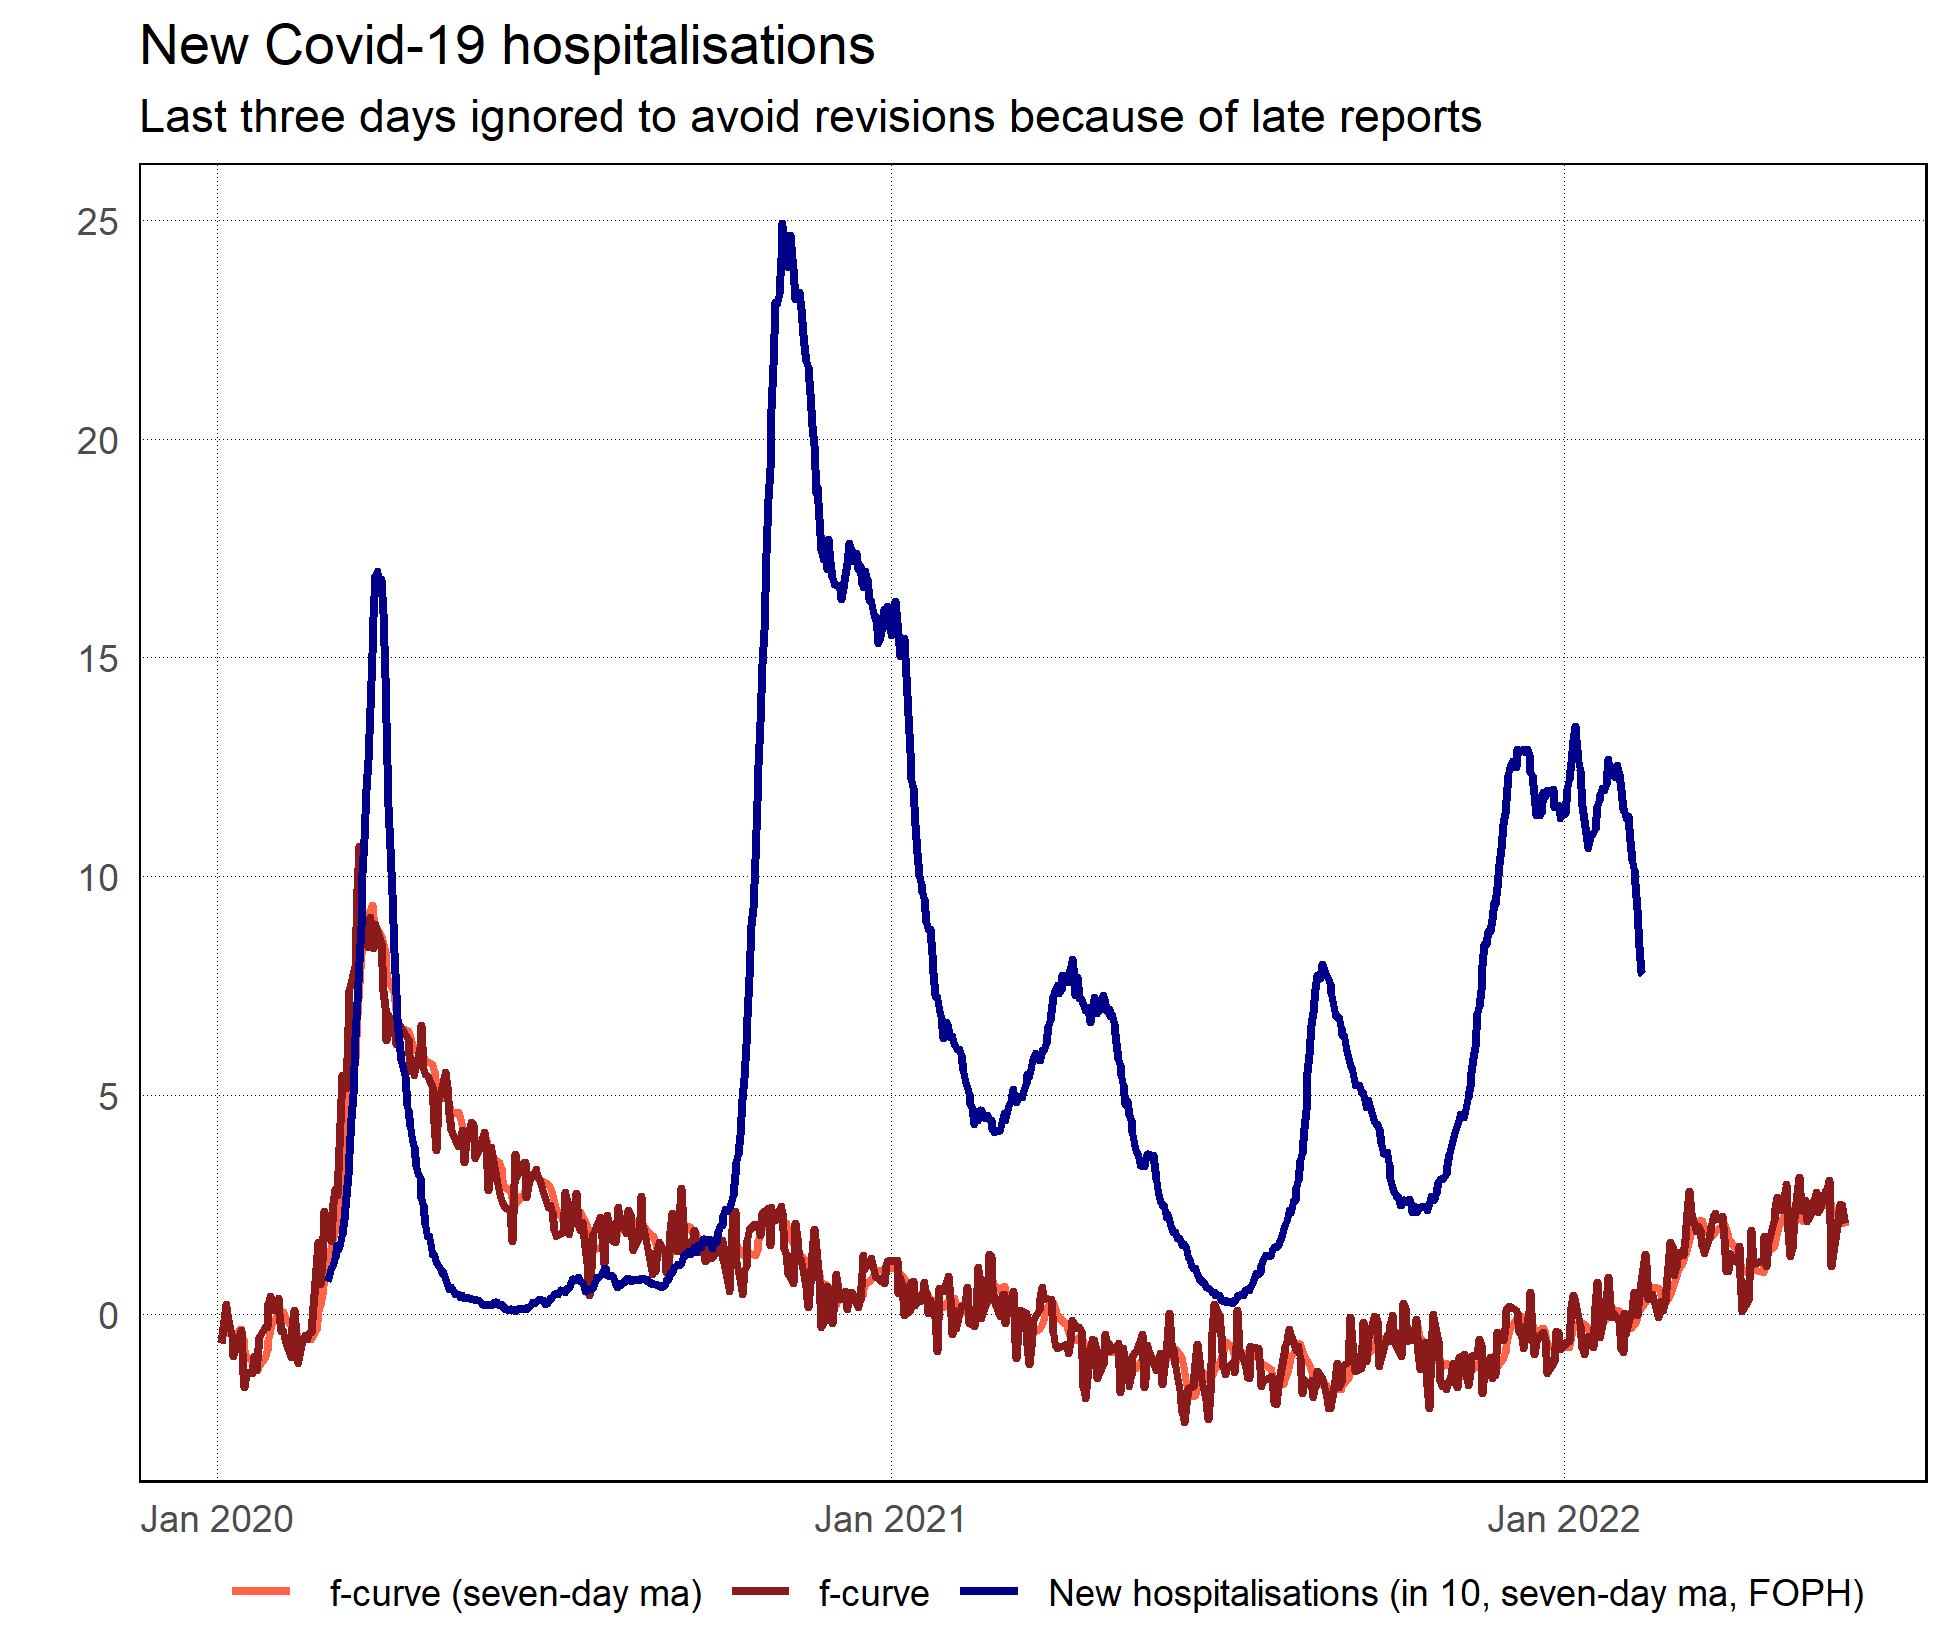 New Covid-19 hospitalisations
Last three days ignored to avoid revisions because of late reports
25
20
15
10
5
0
Jan 2020 Jan 2021 Jan 2022
f-curve (seven-day ma) f-curve New hospitalisations (in 10, seven-day ma, FOPH)